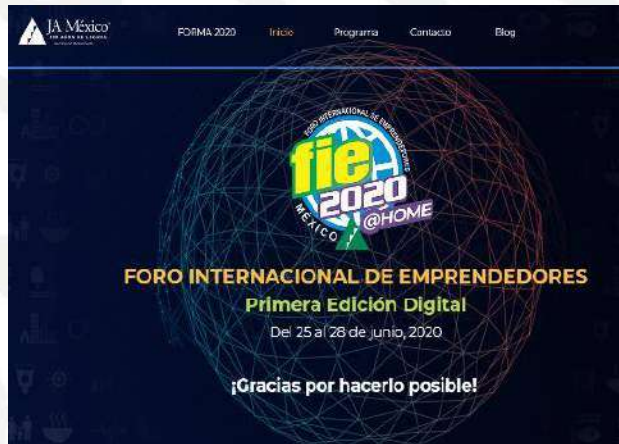 JA México
FORMA 2020
Inicio
Programa
Contacto
Blog
FORO INTERNACIONAL DE EMPRENDEDORES
fie
2020
@HOME
MÉXICO
FORO INTERNACIONAL DE EMPRENDEDORES
Primera Edición Digital
Del 25 al 28 de junio, 2020
¡Gracias por hacerlo posible!